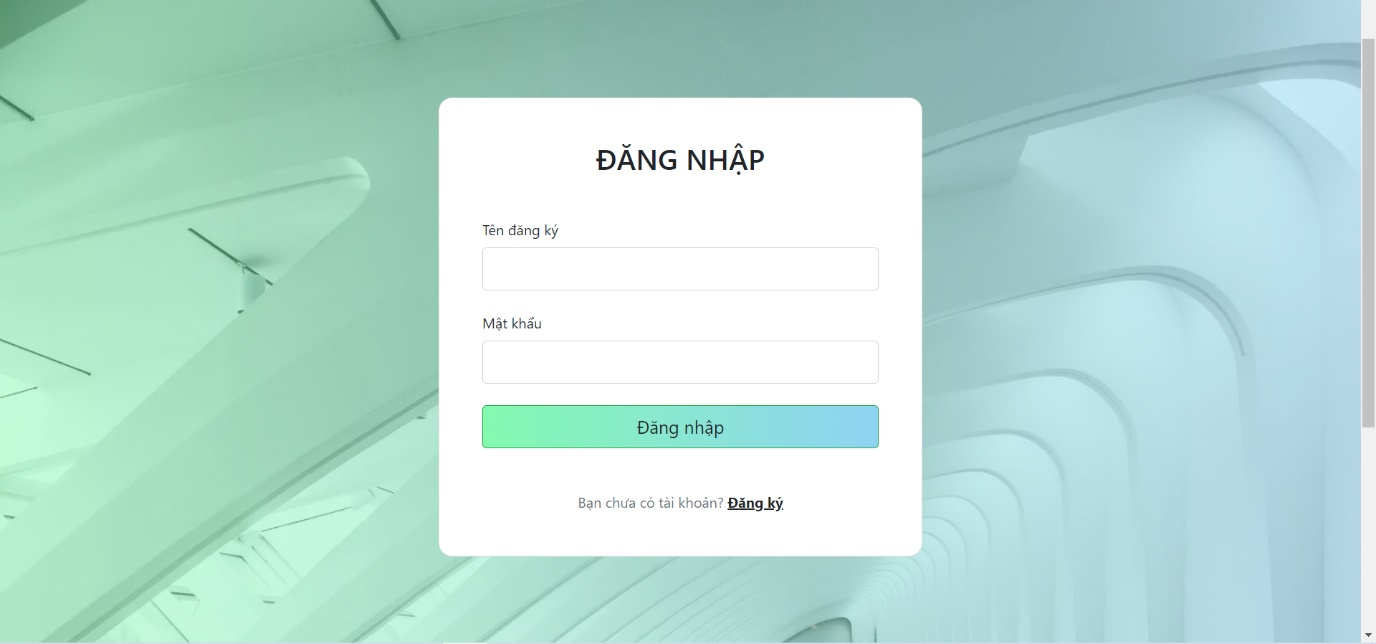 ĐĂNG NHẬP
Tên đăng ký
Mật khẩu
Đăng nhập
Bạn chưa có tài khoản? Đăng ký